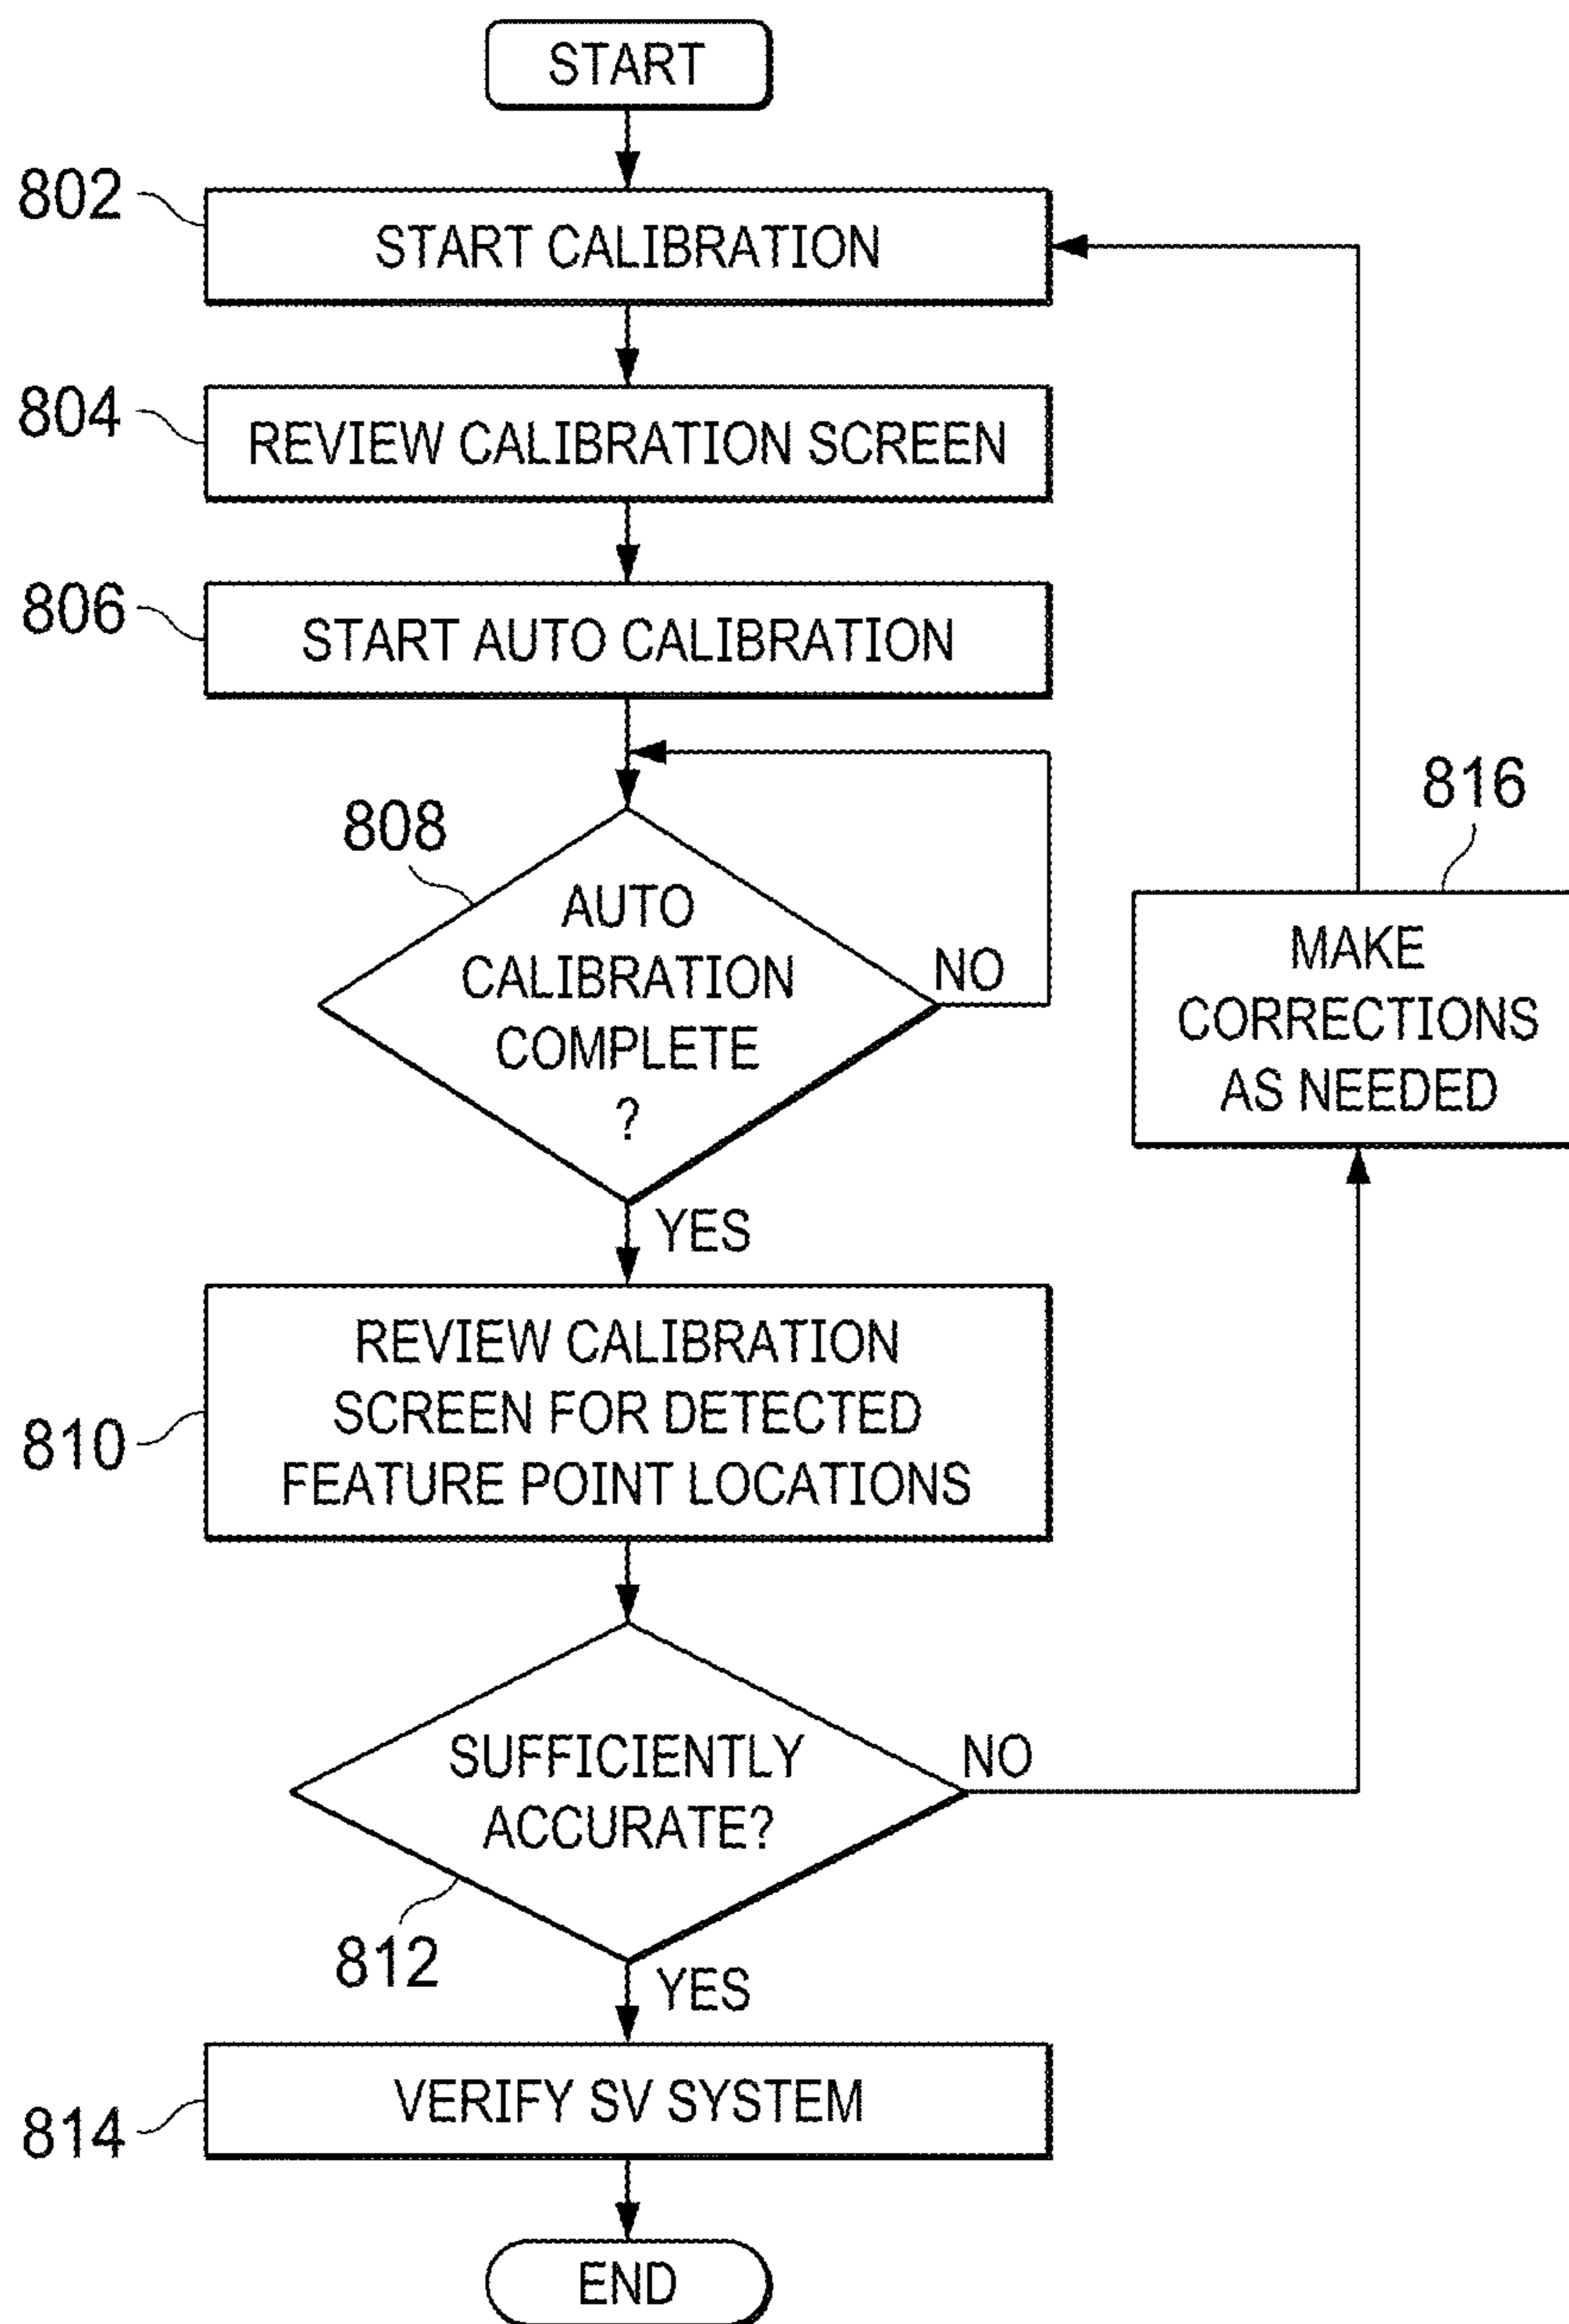 START
802
START CALIBRATION
804
REVIEW CALIBRATION SCREEN
806
START AUTO CALIBRATION
808
AUTO
CALIBRATION
COMPLETE
?
NO
816
MAKE
CORRECTIONS
AS NEEDED
YES
810
REVIEW CALIBRATION
SCREEN FOR DETECTED
FEATURE POINT LOCATIONS
SUFFICIENTLY
ACCURATE?
NO
812
YES
814
VERIFY SV SYSTEM
END